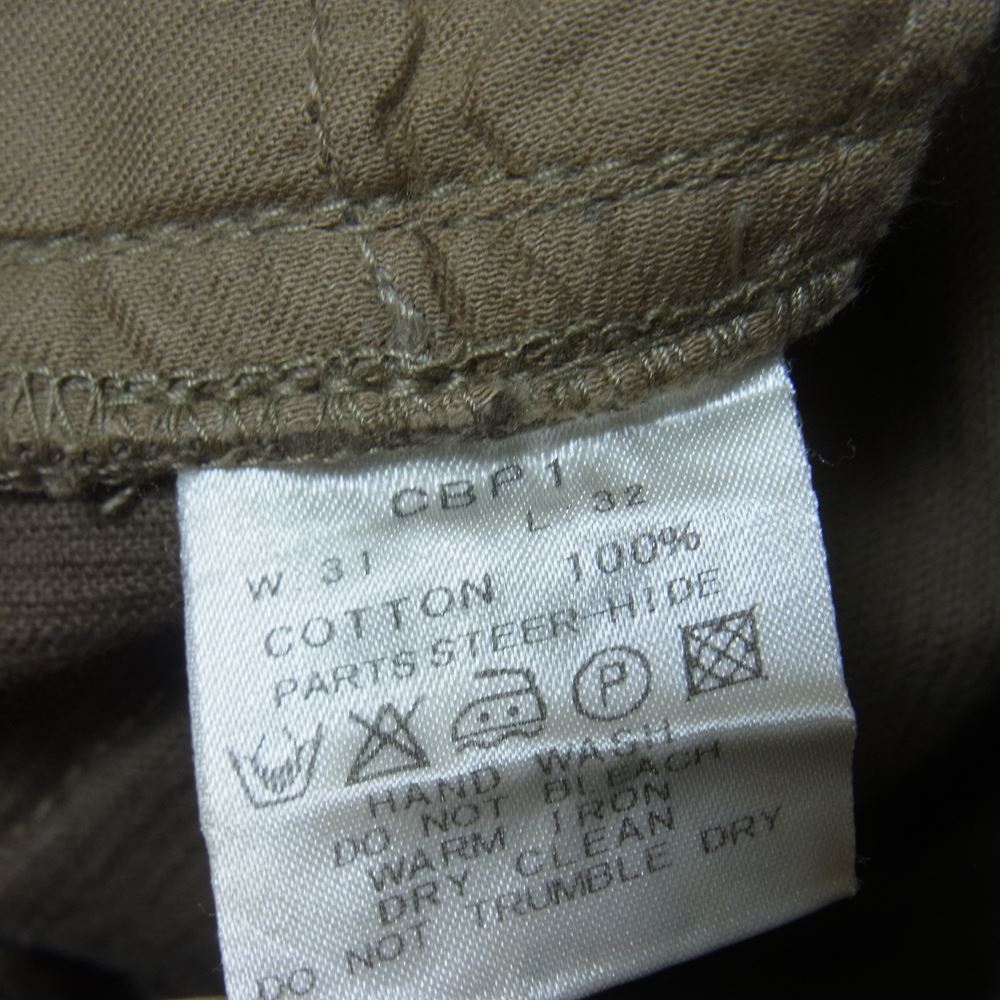 CBP1
W 31 L 32
COTTON 100%
PARTS STEER-HIDE
P
HAND WASH
DO NOT BLEACH
WARM IRON
DRY CLEAN
DO NOT TRUMBLE DRY